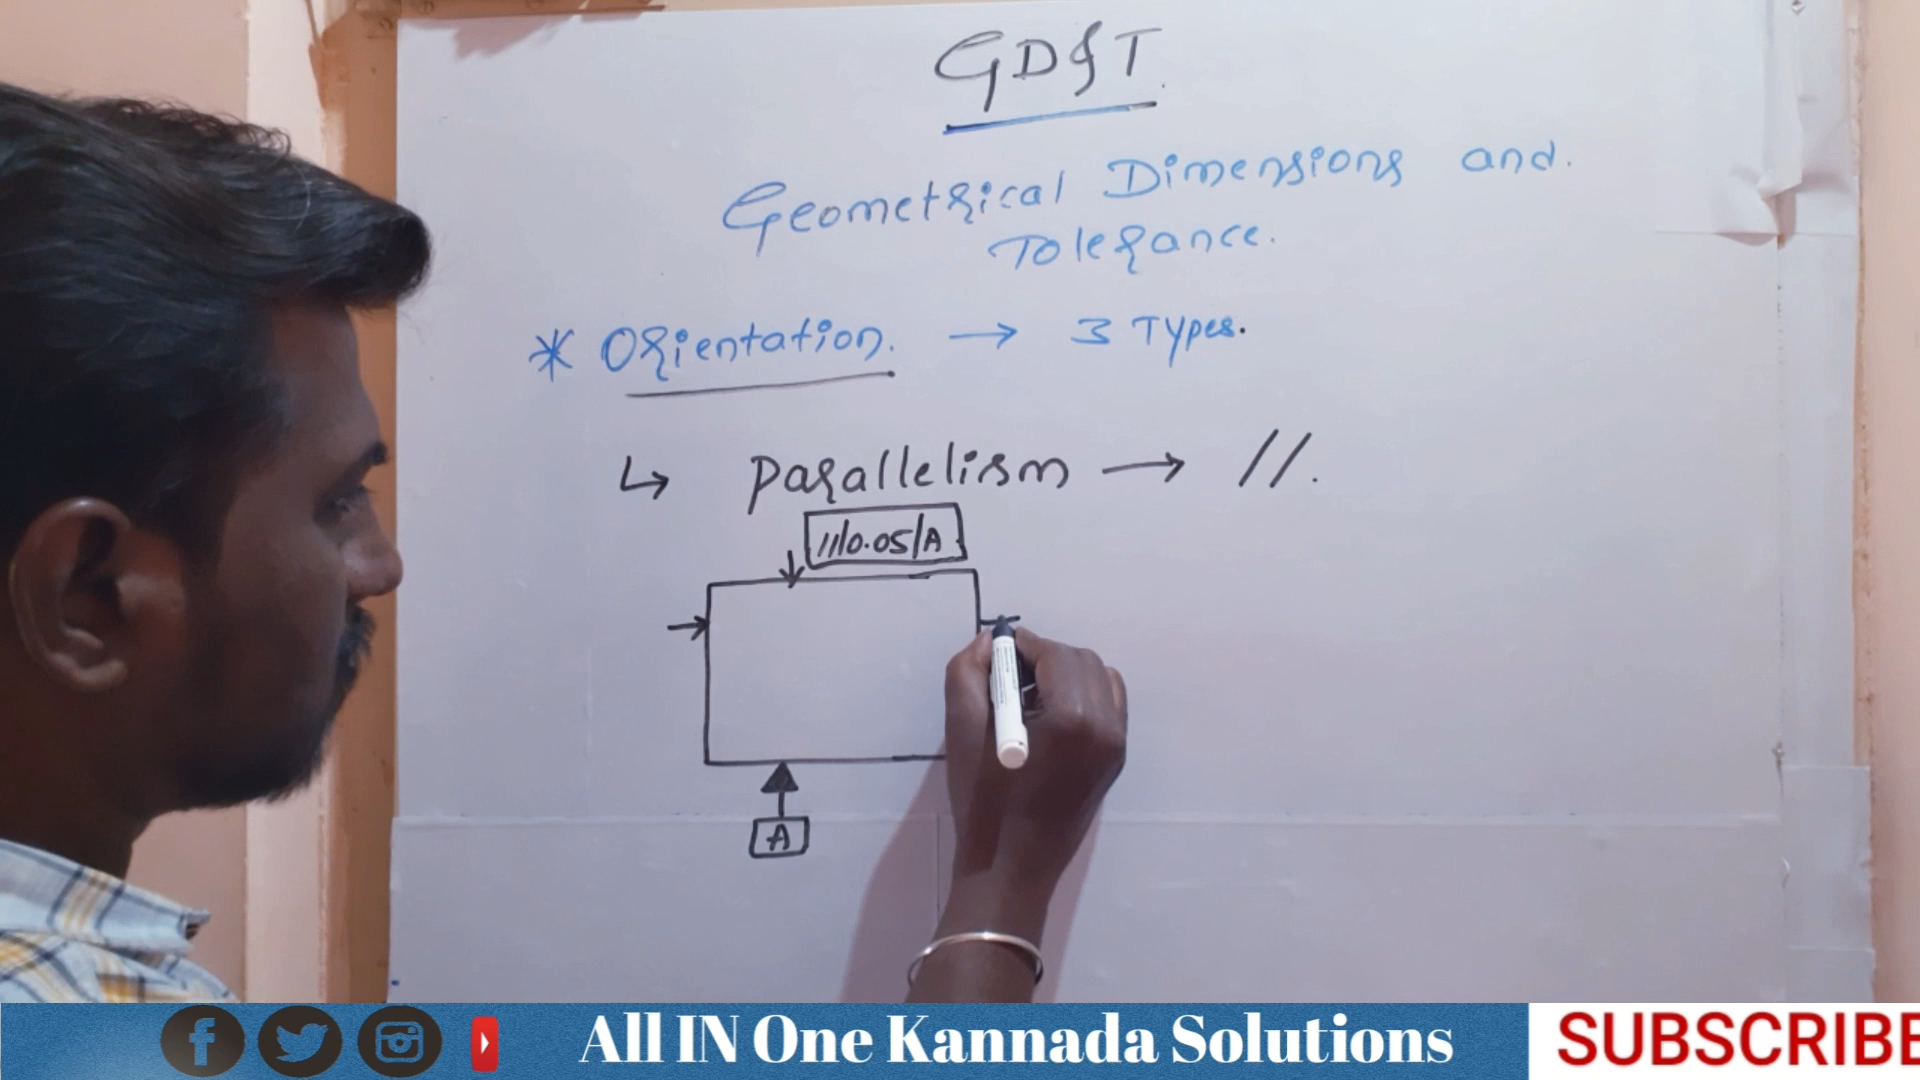 GD&T.
Geometrical Dimensions and.
Tolerance.
* Orientation. → 3 Types.
↳ parallelism → //.
//|0.05|A
A
All IN One Kannada Solutions
SUBSCRIBE